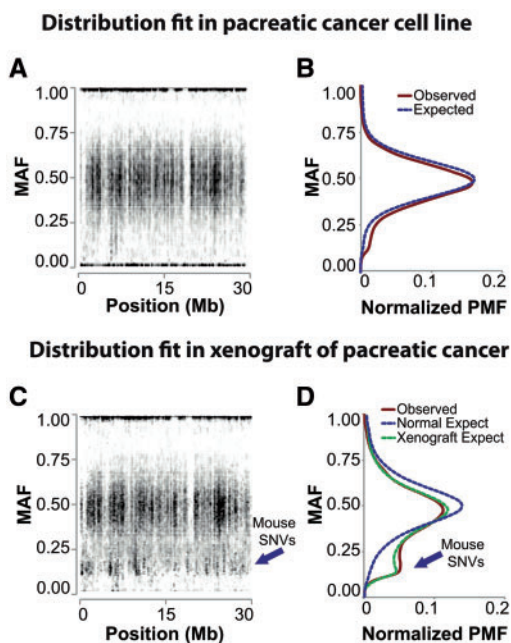 Distribution fit in pacreatic cancer cell line
A
MAF
1.00
0.75
0.50
0.25
0.00
0
15
30
Position (Mb)
B
MAF
1.00
0.75
0.50
0.25
0.00
Observed
Expected
0
0.1
0.2
Normalized PMF
Distribution fit in xenograft of pacreatic cancer
C
MAF
1.00
0.75
0.50
0.25
0.00
Mouse
SNVs
0
15
30
Position (Mb)
D
MAF
1.00
0.75
0.50
0.25
0.00
Observed
Normal Expect
Xenograft Expect
Mouse
SNVs
0
0.1
0.2
Normalized PMF